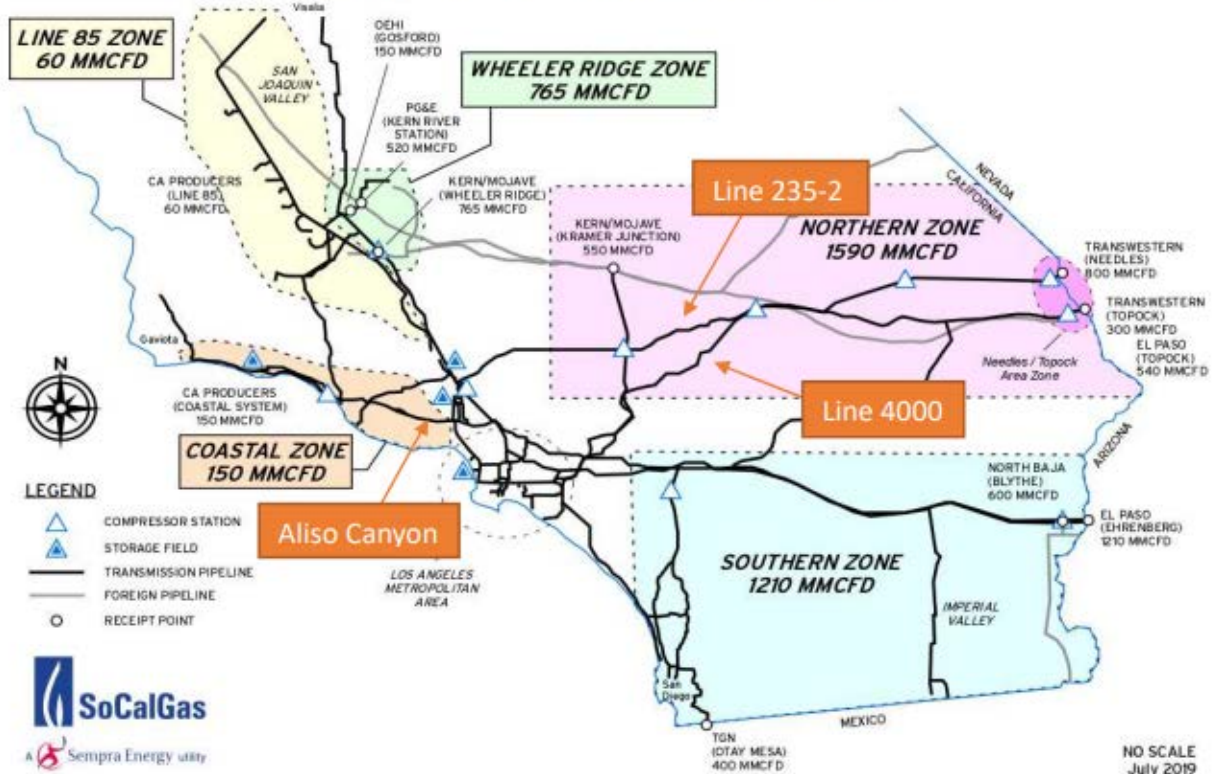 Visalia
OEHI
(GOSFORD)
150 MMCFD
LINE 85 ZONE
60 MMCFD
SAN
JOAQUIN
VALLEY
WHEELER RIDGE ZONE
765 MMCFD
PG&E
(KERN RIVER
STATION)
520 MMCFD
CA PRODUCERS
(LINE 85)
60 MMCFD
KERN/MOJAVE
(WHEELER RIDGE)
765 MMCFD
Line 235-2
NEVADA
CALIFORNIA
KERN/MOJAVE
(KRAMER JUNCTION)
550 MMCFD
NORTHERN ZONE
1590 MMCFD
TRANSWESTERN
(NEEDLES)
800 MMCFD
TRANSWESTERN
(TOPOCK)
300 MMCFD
EL PASO
(TOPOCK)
540 MMCFD
Needles / Topock
Area Zone
Gaviota
N
CA PRODUCERS
(COASTAL SYSTEM)
150 MMCFD
Line 4000
COASTAL ZONE
150 MMCFD
ARIZONA
LEGEND
COMPRESSOR STATION
STORAGE FIELD
TRANSMISSION PIPELINE
FOREIGN PIPELINE
RECEIPT POINT
Aliso Canyon
LOS ANGELES
METROPOLITAN
AREA
NORTH BAJA
(BLYTHE)
600 MMCFD
EL PASO
(EHRENBERG)
1210 MMCFD
SOUTHERN ZONE
1210 MMCFD
IMPERIAL
VALLEY
San
Diego
MEXICO
TGN
(OTAY MESA)
400 MMCFD
SoCalGas
A Sempra Energy utility
NO SCALE
July 2019